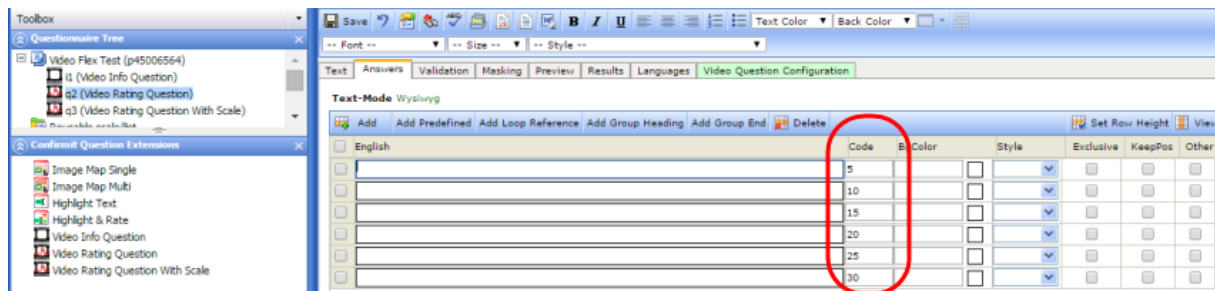 Toolbox
Questionnaire Tree
Video Flex Test (p45006564)
i1 (Video Info Question)
q2 (Video Rating Question)
q3 (Video Rating Question With Scale)
Confirmit Question Extensions
Image Map Single
Image Map Multi
Highlight Text
Highlight & Rate
Video Info Question
Video Rating Question
Video Rating Question With Scale
Save B I U Text Color Back Color
-- Font -- -- Size -- -- Style --
Text Answers Validation Masking Preview Results Languages Video Question Configuration
Text-Mode Wysiwyg
Add Add Predefined Add Loop Reference Add Group Heading Add Group End Delete Set Row Height View
English Code Color Style Exclusive KeepPos Other
5
10
15
20
25
30